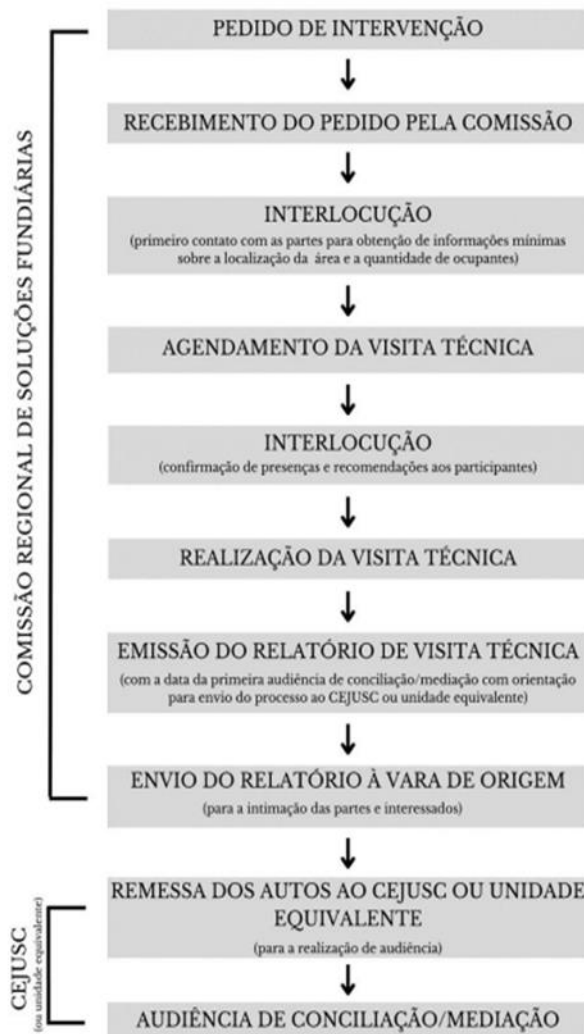 COMISSÃO REGIONAL DE SOLUÇÕES FUNDIÁRIAS
PEDIDO DE INTERVENÇÃO
RECEBIMENTO DO PEDIDO PELA COMISSÃO
INTERLOCUÇÃO
(primeiro contato com as partes para obtenção de informações mínimas
sobre a localização da área e a quantidade de ocupantes)
AGENDAMENTO DA VISITA TÉCNICA
INTERLOCUÇÃO
(confirmação de presenças e recomendações aos participantes)
REALIZAÇÃO DA VISITA TÉCNICA
EMISSÃO DO RELATÓRIO DE VISITA TÉCNICA
(com a data da primeira audiência de conciliação/mediação com orientação
para envio do processo ao CEJUSC ou unidade equivalente)
ENVIO DO RELATÓRIO À VARA DE ORIGEM
(para a intimação das partes e interessados)
CEJUSC
(ou unidade equivalente)
REMESSA DOS AUTOS AO CEJUSC OU UNIDADE
EQUIVALENTE
(para a realização de audiência)
AUDIÊNCIA DE CONCILIAÇÃO/MEDIAÇÃO